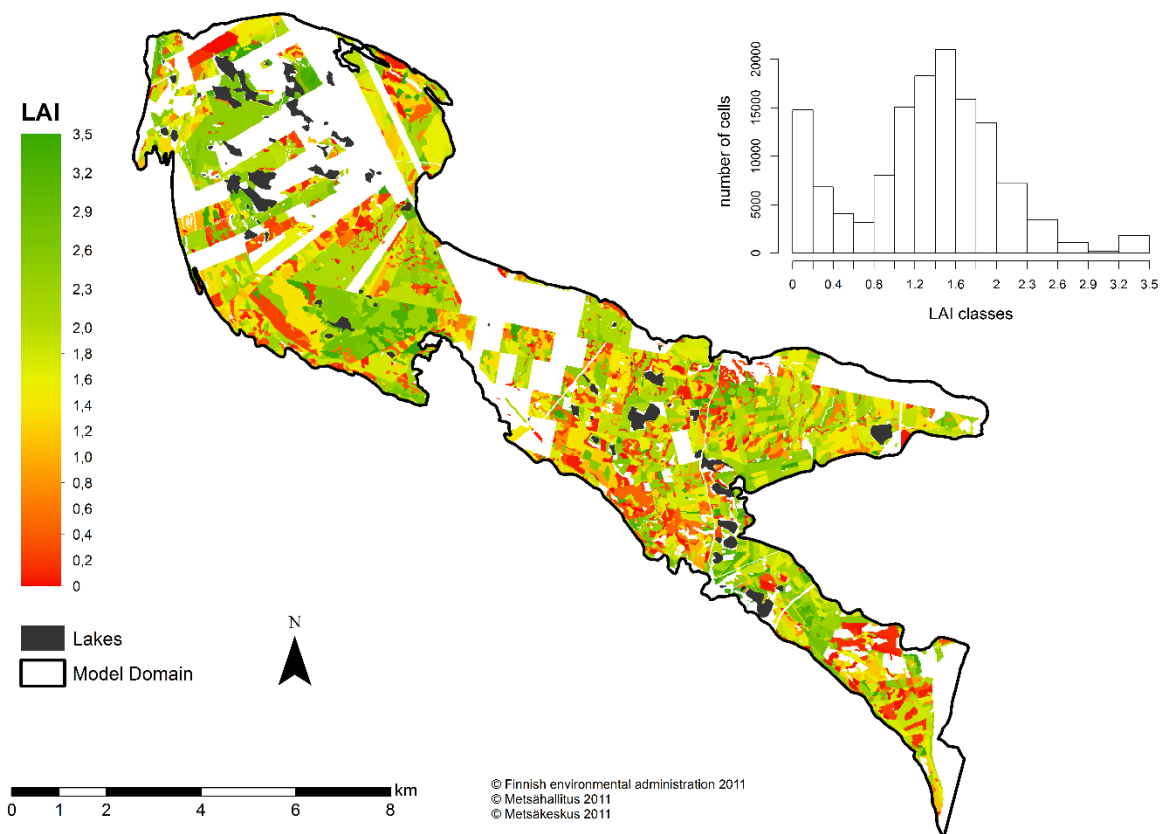 LAI
3,5
3,2
2,9
2,6
2,3
2,0
1,8
1,6
1,4
1,2
1,0
0,8
0,6
0,4
0,2
0
Lakes
Model Domain
N
0 1 2 4 6 8 km
number of cells
20000
15000
10000
5000
0
0 0.4 0.8 1.2 1.6 2 2.3 2.6 2.9 3.2 3.5
LAI classes
© Finnish environmental administration 2011
© Metsähallitus 2011
© Metsäkeskus 2011